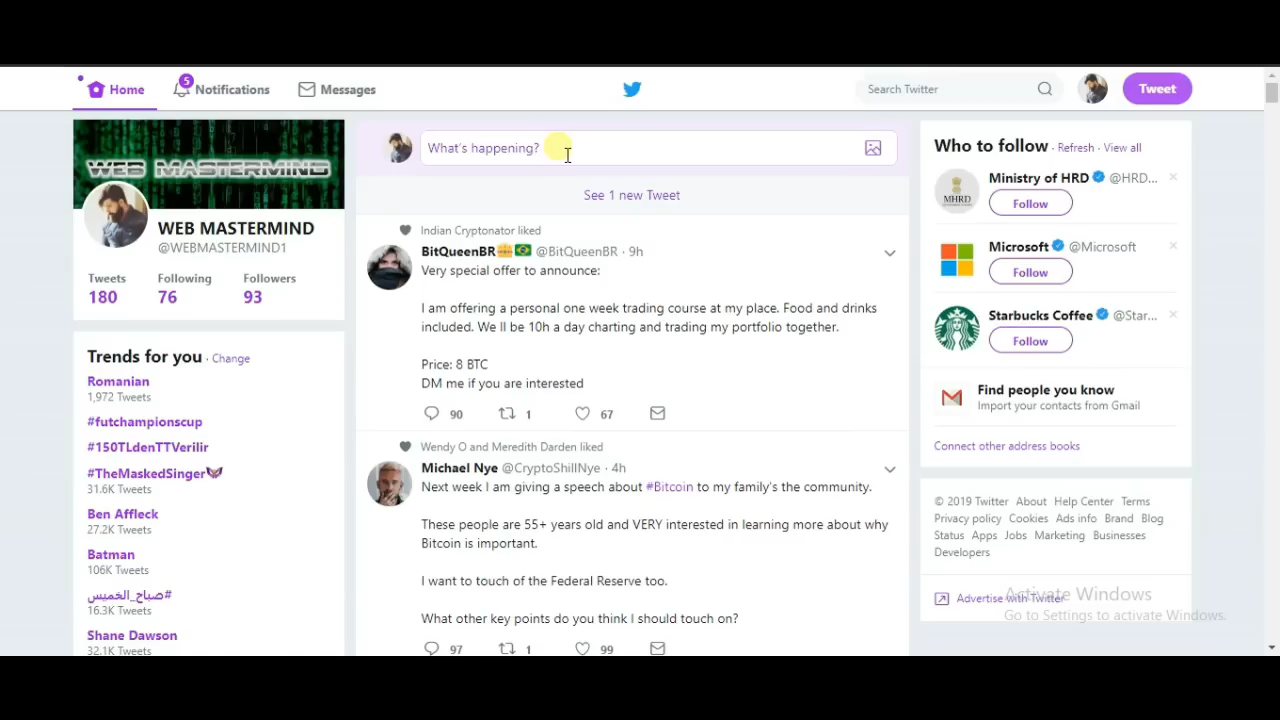 Home
5
Notifications
Messages
Search Twitter
Tweet
WEB MASTERMIND
WEB MASTERMIND
@WEBMASTERMIND1
Tweets Following Followers
180 76 93
Trends for you · Change
Romanian
1,972 Tweets
#futchampionscup
#150TLdenTTVerilir
#TheMaskedSinger
31.6K Tweets
Ben Affleck
27.2K Tweets
Batman
106K Tweets
#صباح_الخميس
16.3K Tweets
Shane Dawson
32.1K Tweets
What's happening?
See 1 new Tweet
Indian Cryptonator liked
BitQueenBR @BitQueenBR · 9h
Very special offer to announce:
I am offering a personal one week trading course at my place. Food and drinks
included. We ll be 10h a day charting and trading my portfolio together.
Price: 8 BTC
DM me if you are interested
90 1 67
Wendy O and Meredith Darden liked
Michael Nye @CryptoShillNye · 4h
Next week I am giving a speech about #Bitcoin to my family's the community.
These people are 55+ years old and VERY interested in learning more about why
Bitcoin is important.
I want to touch of the Federal Reserve too.
What other key points do you think I should touch on?
97 1 99
Who to follow · Refresh · View all
Ministry of HRD @HRD...
MHRD
Follow
Microsoft @Microsoft
Follow
Starbucks Coffee @Star...
Follow
Find people you know
Import your contacts from Gmail
Connect other address books
© 2019 Twitter About Help Center Terms
Privacy policy Cookies Ads info Brand Blog
Status Apps Jobs Marketing Businesses
Developers
Advertise with Twitter
Activate Windows
Go to Settings to activate Windows.